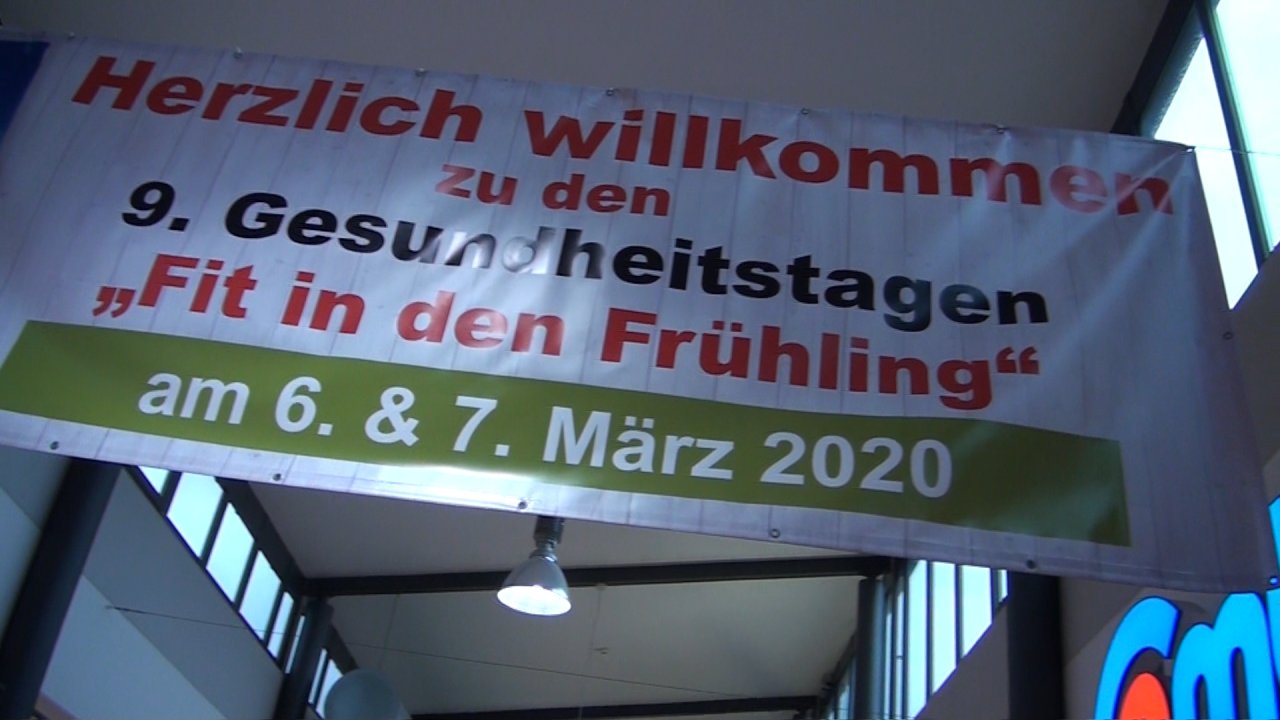 Herzlich willkommen
zu den
9. Gesundheitstagen
„Fit in den Frühling“
am 6. & 7. März 2020